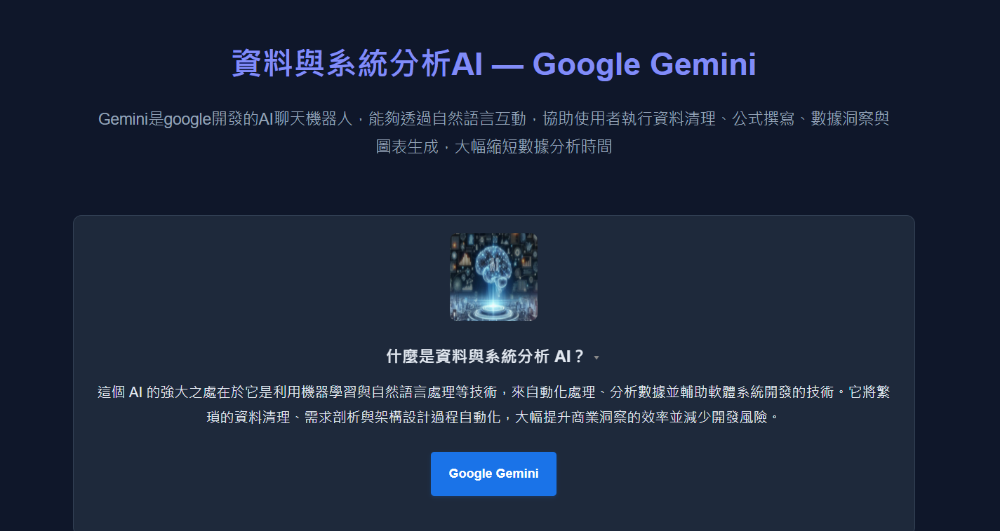 資料與系統分析AI — Google Gemini
Gemini是google開發的AI聊天機器人，能夠透過自然語言互動，協助使用者執行資料清理、公式撰寫、數據洞察與
圖表生成，大幅縮短數據分析時間
AI
什麼是資料與系統分析 AI？
這個 AI 的強大之處在於它是利用機器學習與自然語言處理等技術，來自動化處理、分析數據並輔助軟體系統開發的技術。它將繁
瑣的資料清理、需求剖析與架構設計過程自動化，大幅提升商業洞察的效率並減少開發風險。
Google Gemini